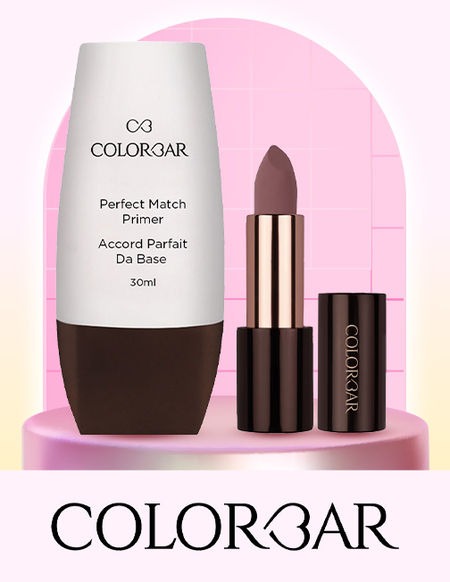 COLORBAR
Perfect Match
Primer
Accord Parfait
Da Base
30ml
COLORBAR
COLORBAR